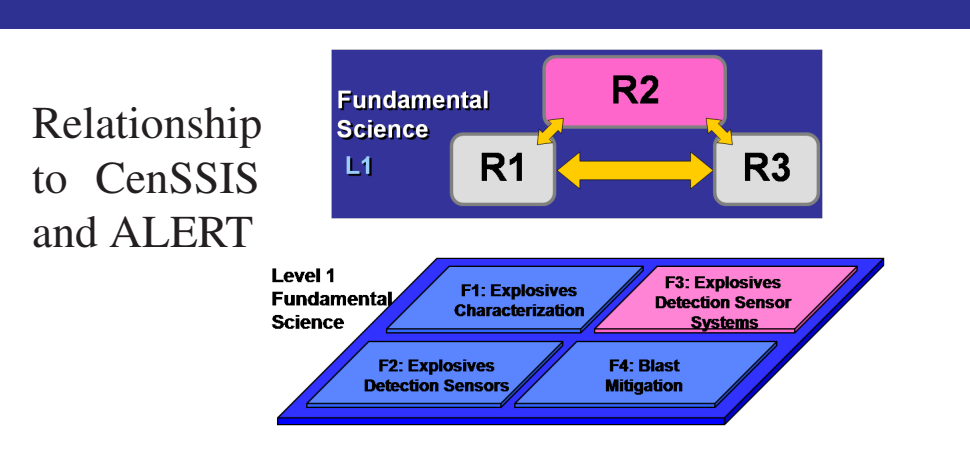 Relationship
to CenSSIS
and ALERT
Fundamental
Science
L1
R2
R1
R3
Level 1
Fundamental
Science
F1: Explosives
Characterization
F3: Explosives
Detection Sensor
Systems
F2: Explosives
Detection Sensors
F4: Blast
Mitigation